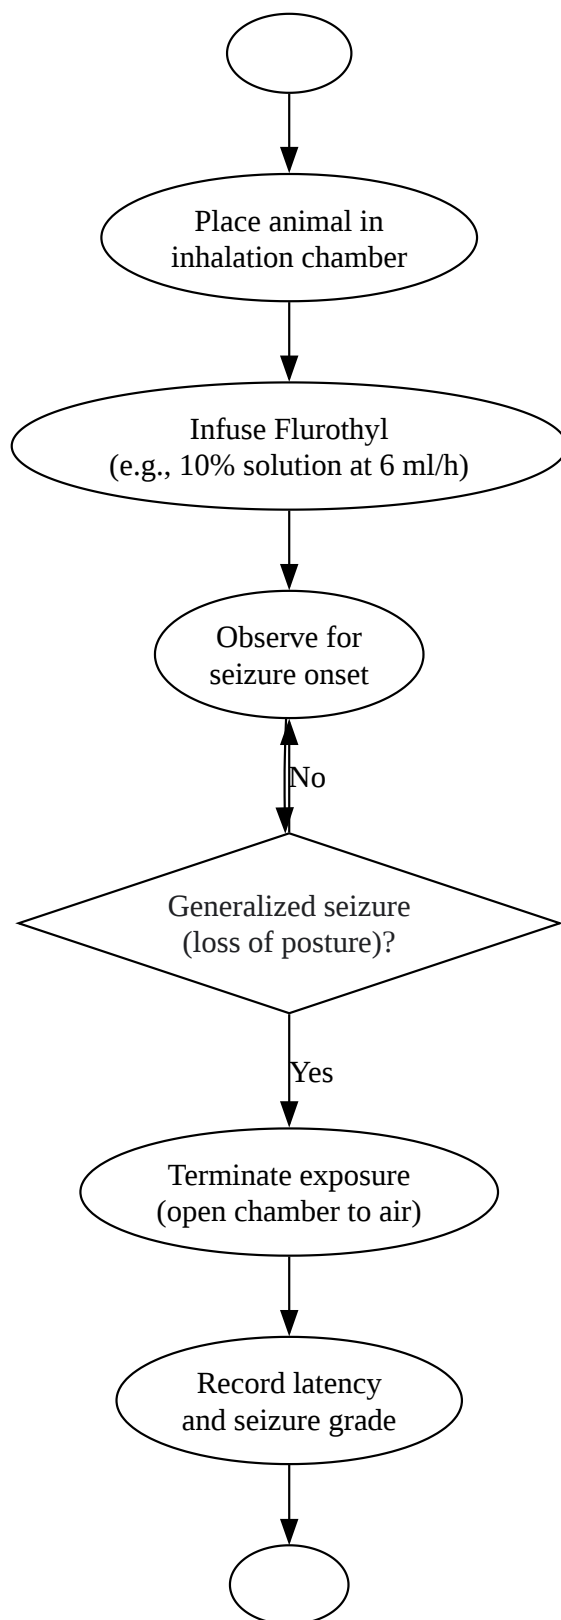 Place animal in
inhalation chamber
Infuse Flurothyl
(e.g., 10% solution at 6 ml/h)
Observe for
seizure onset
No
Generalized seizure
(loss of posture)?
Yes
Terminate exposure
(open chamber to air)
Record latency
and seizure grade